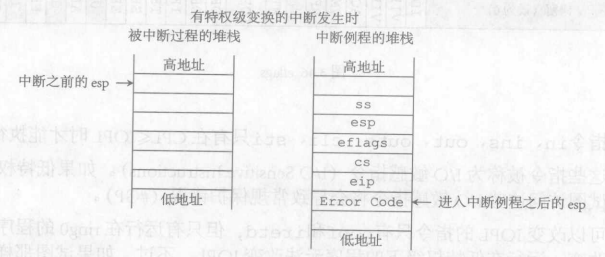 有特权级变换的中断发生时
被中断过程的堆栈
中断例程的堆栈
高地址
高地址
中断之前的 esp
ss
esp
eflags
cs
eip
Error Code
进入中断例程之后的 esp
低地址
低地址